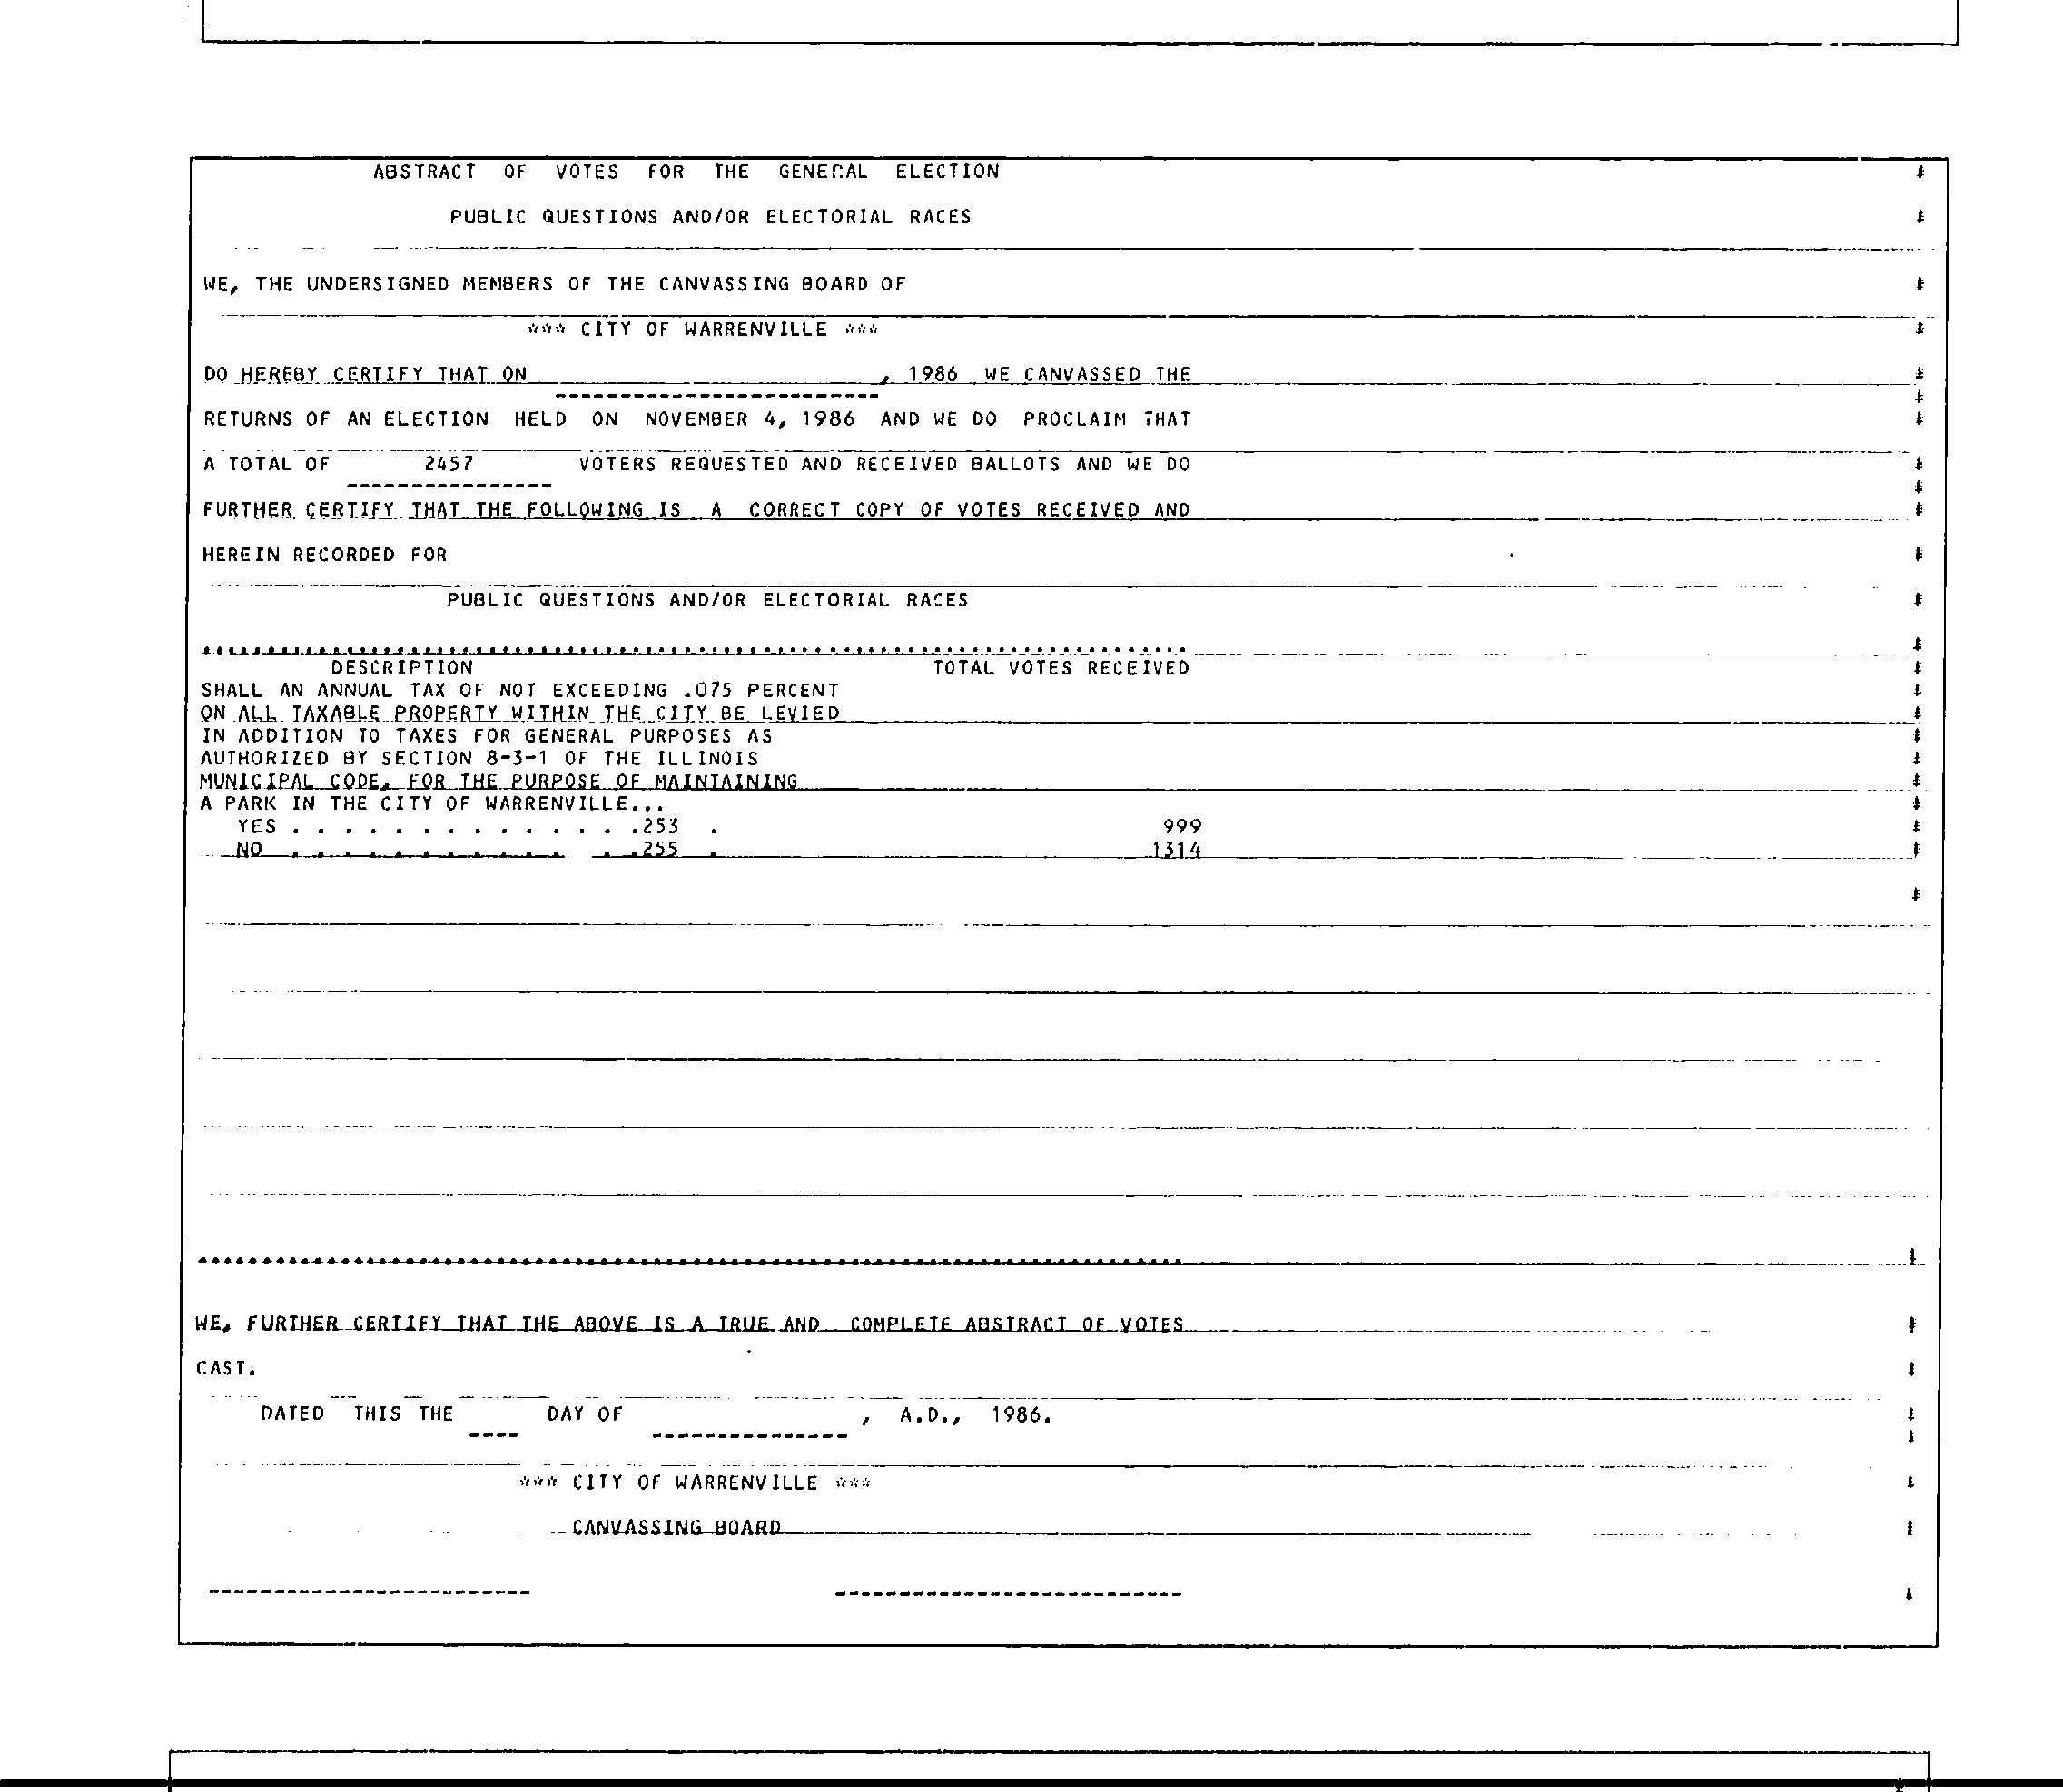 ABSTRACT OF VOTES FOR THE GENERAL ELECTION
PUBLIC QUESTIONS AND/OR ELECTORIAL RACES
WE, THE UNDERSIGNED MEMBERS OF THE CANVASSING BOARD OF
*** CITY OF WARRENVILLE ***
DO HEREBY CERTIFY THAT ON , 1986 WE CANVASSED THE
RETURNS OF AN ELECTION HELD ON NOVEMBER 4, 1986 AND WE DO PROCLAIM THAT
A TOTAL OF 2457 VOTERS REQUESTED AND RECEIVED BALLOTS AND WE DO
FURTHER CERTIFY THAT THE FOLLOWING IS A CORRECT COPY OF VOTES RECEIVED AND
HEREIN RECORDED FOR
PUBLIC QUESTIONS AND/OR ELECTORIAL RACES
DESCRIPTION TOTAL VOTES RECEIVED
SHALL AN ANNUAL TAX OF NOT EXCEEDING .075 PERCENT
ON ALL TAXABLE PROPERTY WITHIN THE CITY BE LEVIED
IN ADDITION TO TAXES FOR GENERAL PURPOSES AS
AUTHORIZED BY SECTION 8-3-1 OF THE ILLINOIS
MUNICIPAL CODE, FOR THE PURPOSE OF MAINTAINING
A PARK IN THE CITY OF WARRENVILLE...
YES . . . . . . . . . . . . . .253 . 999
NO . . . . . . . . . . . . .255 . 1314
WE, FURTHER CERTIFY THAT THE ABOVE IS A TRUE AND COMPLETE ABSTRACT OF VOTES
CAST.
DATED THIS THE ---- DAY OF --------------- , A.D., 1986.
*** CITY OF WARRENVILLE ***
CANVASSING BOARD